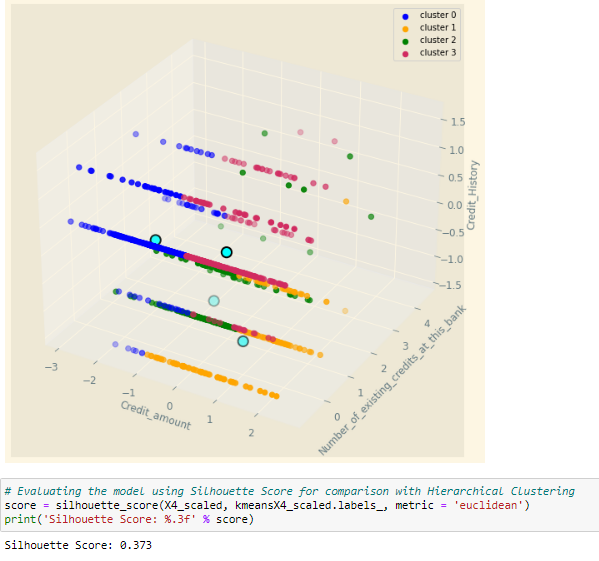 cluster 0
cluster 1
cluster 2
cluster 3
1.5
1.0
0.5
0.0
−0.5
−1.0
−1.5
Credit_History
4
3
2
1
0
Number_of_existing_credits_at_this_bank
−3
−2
−1
0
1
2
Credit_amount
# Evaluating the model using Silhouette Score for comparison with Hierarchical Clustering
score = silhouette_score(X4_scaled, kmeansX4_scaled.labels_, metric = 'euclidean')
print('Silhouette Score: %.3f' % score)
Silhouette Score: 0.373